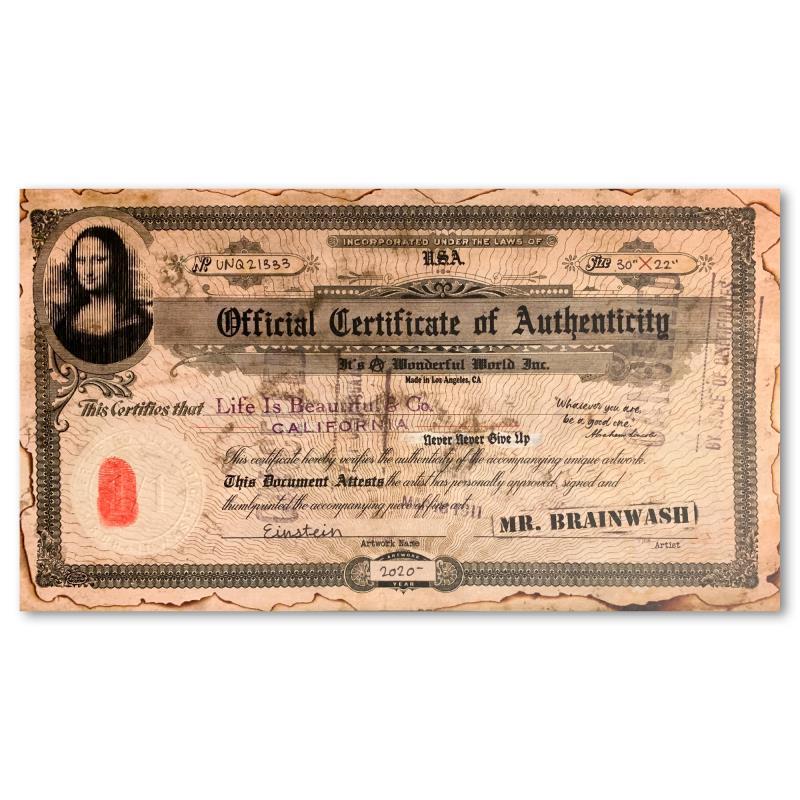 INCORPORATED UNDER THE LAWS OF
U.S.A.
Nº UNQ21333
Size 30" X 22"
Official Certificate of Authenticity
It's A Wonderful World Inc.
Made in Los Angeles, CA
This Certifies that Life Is Beautiful & Co.
CALIFORNIA
Never Never Give Up
Whatever you are,
be a good one.
Abraham Lincoln
This certificate hereby verifies the authenticity of the accompanying unique artwork.
This Document Attests the artist has personally approved, signed and
thumbprinted the accompanying piece of fine art.
Einstein
Artwork Name
MR. BRAINWASH
Artist
ARTWORK
2020-
YEAR